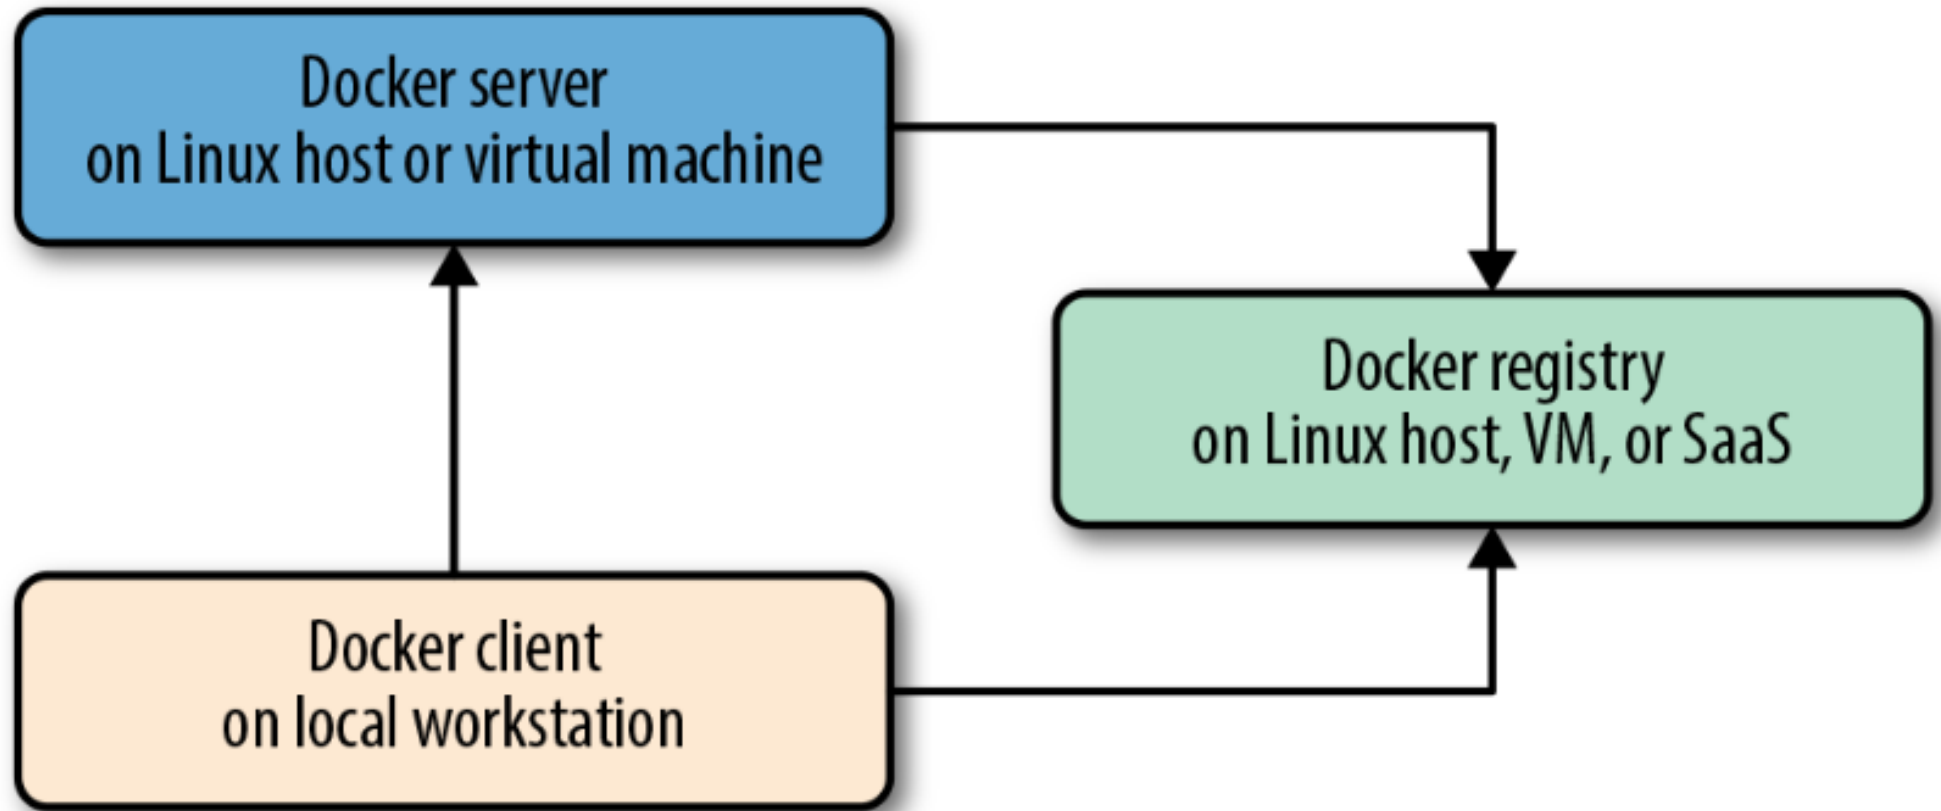 Docker server
on Linux host or virtual machine
Docker registry
on Linux host, VM, or SaaS
Docker client
on local workstation